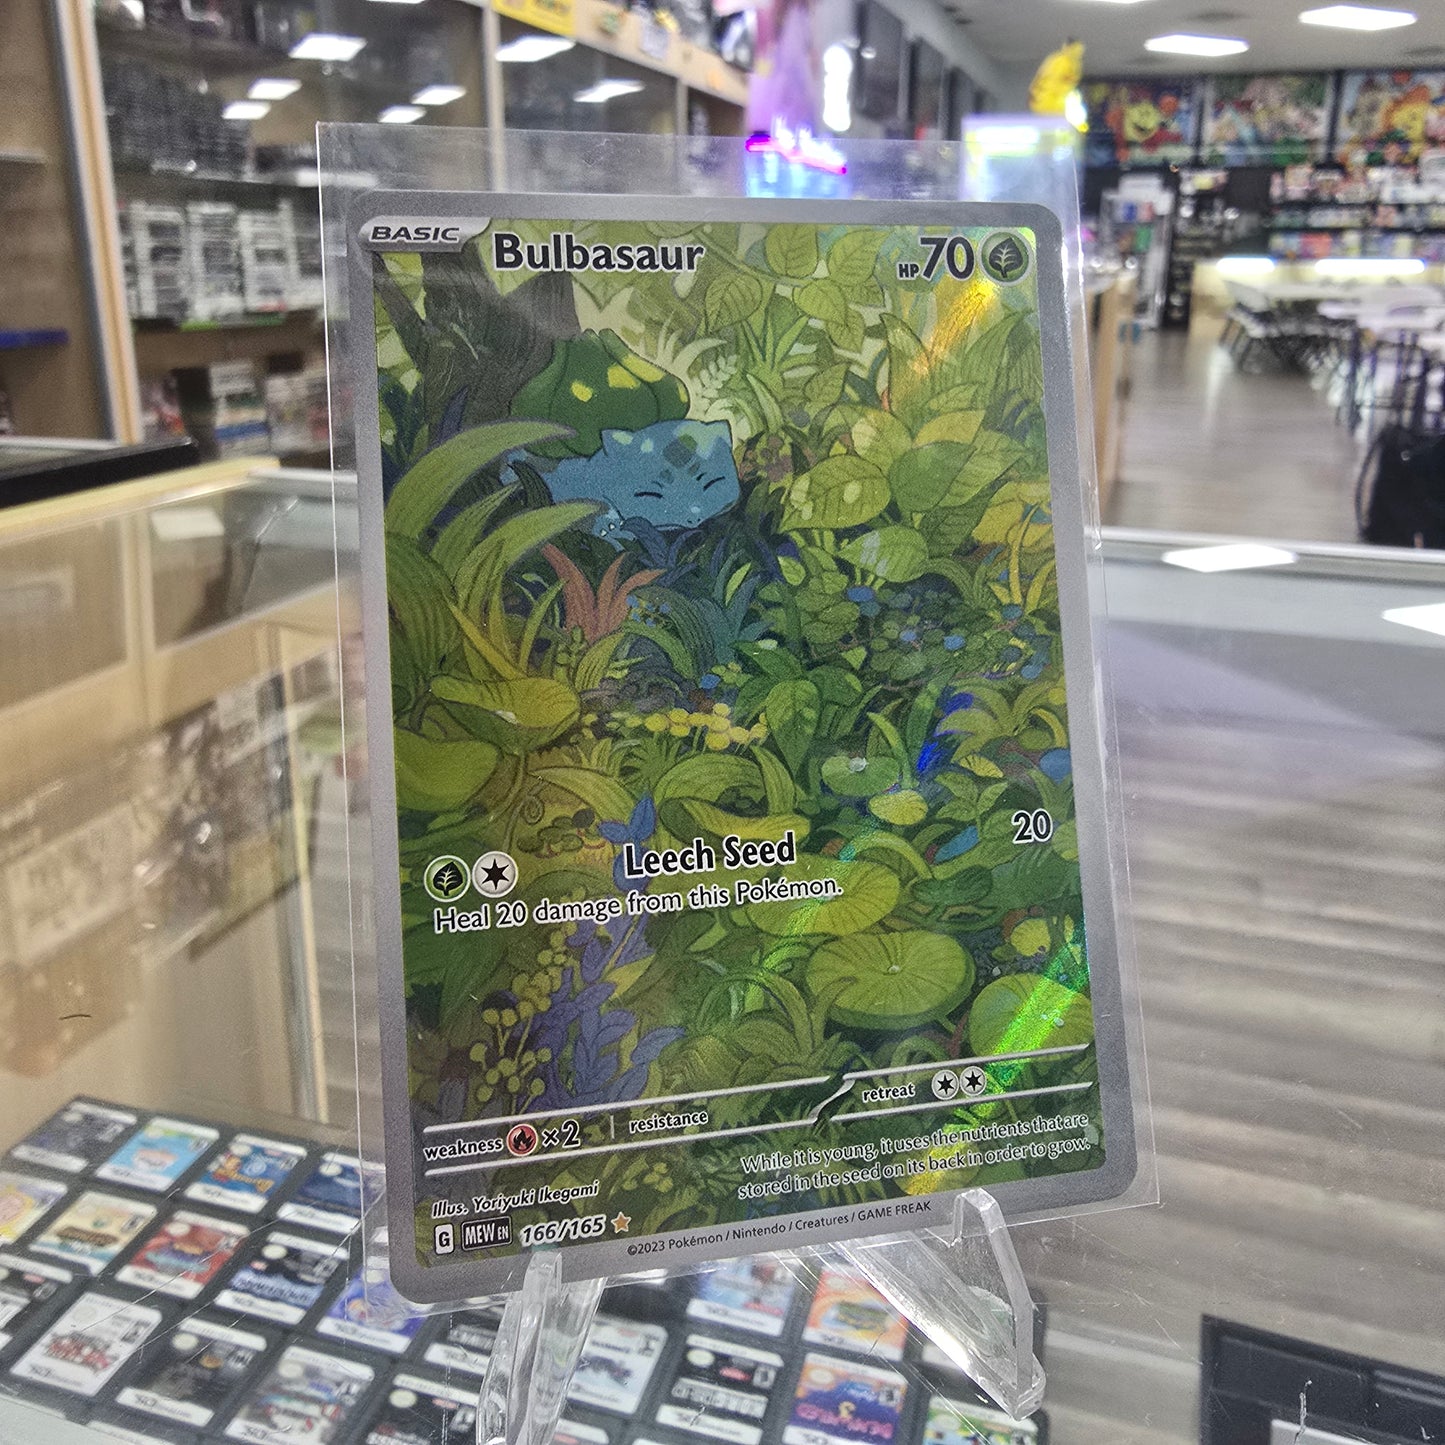 BASIC Bulbasaur HP 70
Leech Seed 20
Heal 20 damage from this Pokémon.
weakness ×2 resistance retreat
While it is young, it uses the nutrients that are
stored in the seed on its back in order to grow.
Illus. Yoriyuki Ikegami
G MEW EN 166/165
©2023 Pokémon / Nintendo / Creatures / GAME FREAK